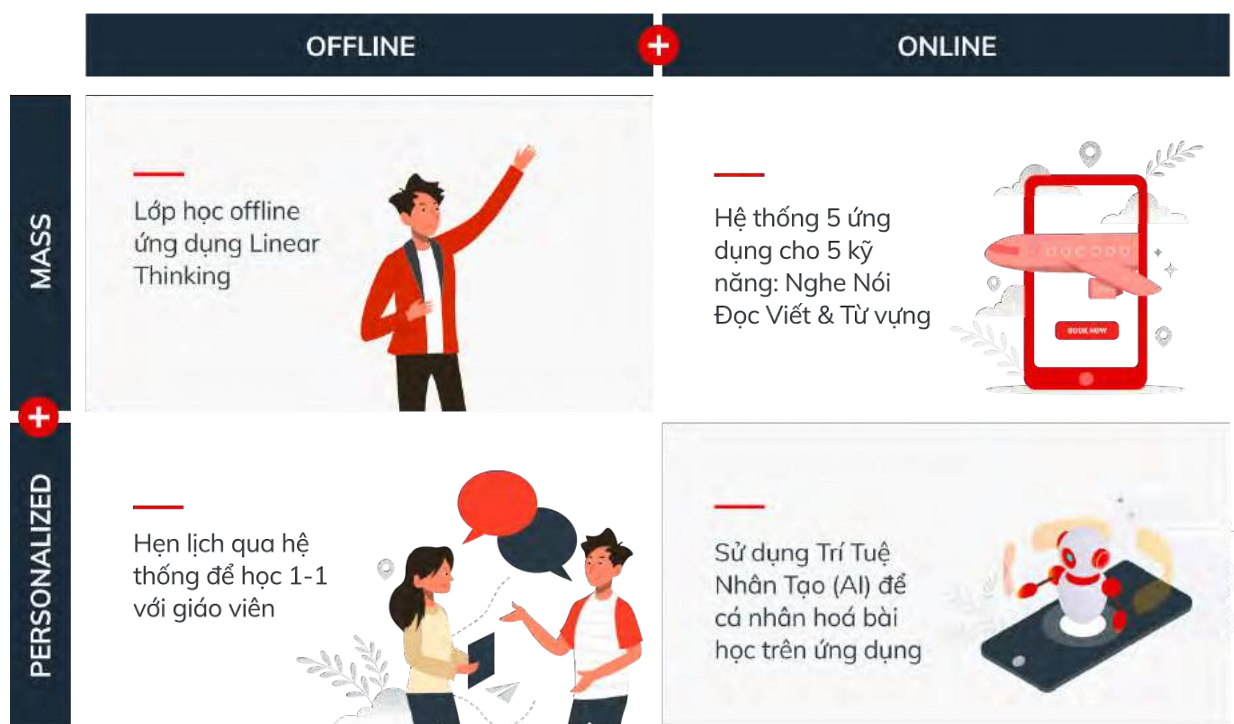 OFFLINE
+
ONLINE
MASS
Lớp học offline
ứng dụng Linear
Thinking
Hệ thống 5 ứng
dụng cho 5 kỹ
năng: Nghe Nói
Đọc Viết & Từ vựng
BOOK NOW
+
PERSONALIZED
Hẹn lịch qua hệ
thống để học 1-1
với giáo viên
Sử dụng Trí Tuệ
Nhân Tạo (AI) để
cá nhân hoá bài
học trên ứng dụng